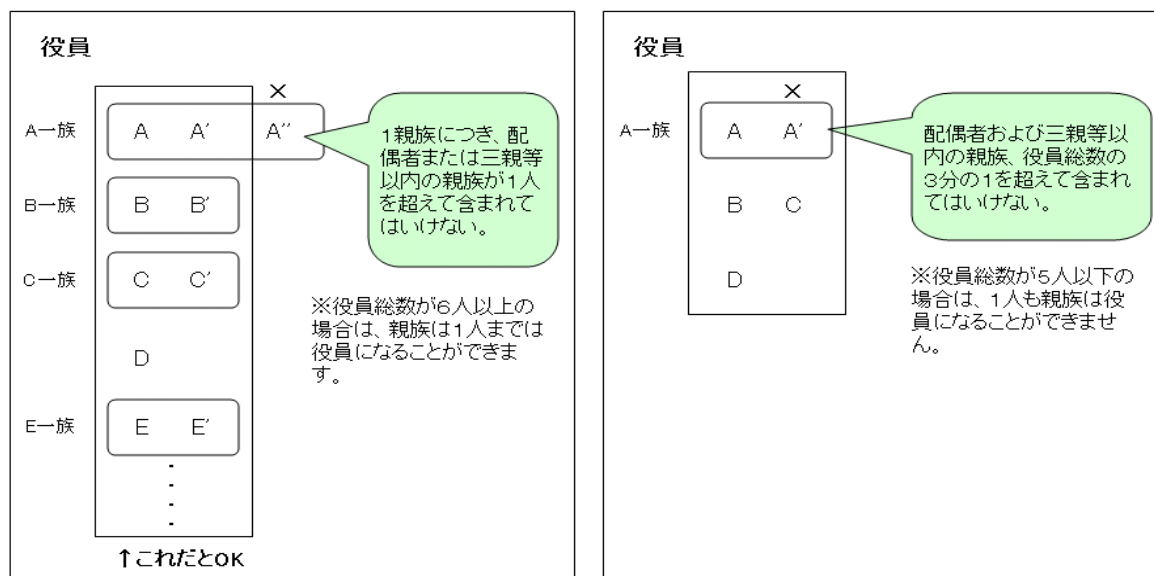 役員
×
A一族 A A′ A′′
1親族につき、配
偶者または三親等
以内の親族が1人
を超えて含まれて
はいけない。
B一族 B B′
C一族 C C′
※役員総数が6人以上の
場合は、親族は1人までは
役員になることができま
す。
D
E一族 E E′
↑これだとOK
役員
×
A一族 A A′
配偶者および三親等以
内の親族、役員総数の
3分の1を超えて含まれ
てはいけない。
B C
D
※役員総数が5人以下の
場合は、1人も親族は役
員になることができませ
ん。